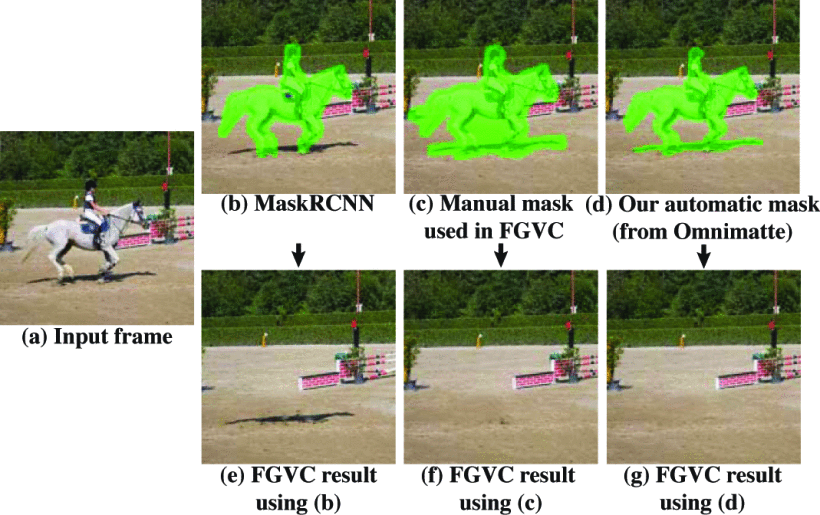 (b) MaskRCNN
(c) Manual mask
used in FGVC
(d) Our automatic mask
(from Omnimatte)
(a) Input frame
(e) FGVC result
using (b)
(f) FGVC result
using (c)
(g) FGVC result
using (d)